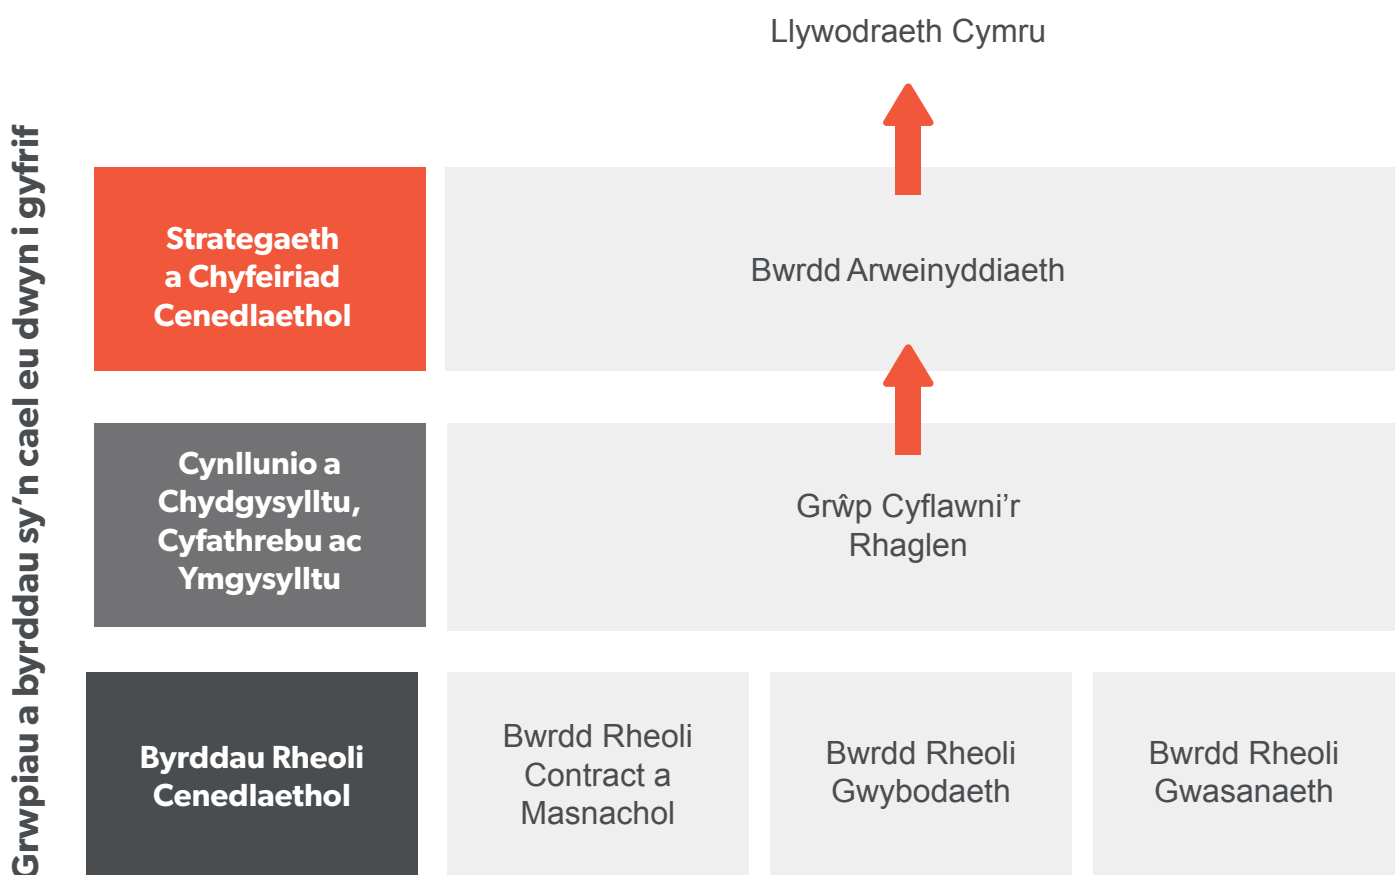 Llywodraeth Cymru
Grwpiau a byrddau sy’n cael eu dwyn i gyfrif
Strategaeth
a Chyfeiriad
Cenedlaethol
Bwrdd Arweinyddiaeth
Cynllunio a
Chydgysylltu,
Cyfathrebu ac
Ymgysylltu
Grŵp Cyflawni’r
Rhaglen
Byrddau Rheoli
Cenedlaethol
Bwrdd Rheoli
Contract a
Masnachol
Bwrdd Rheoli
Gwybodaeth
Bwrdd Rheoli
Gwasanaeth